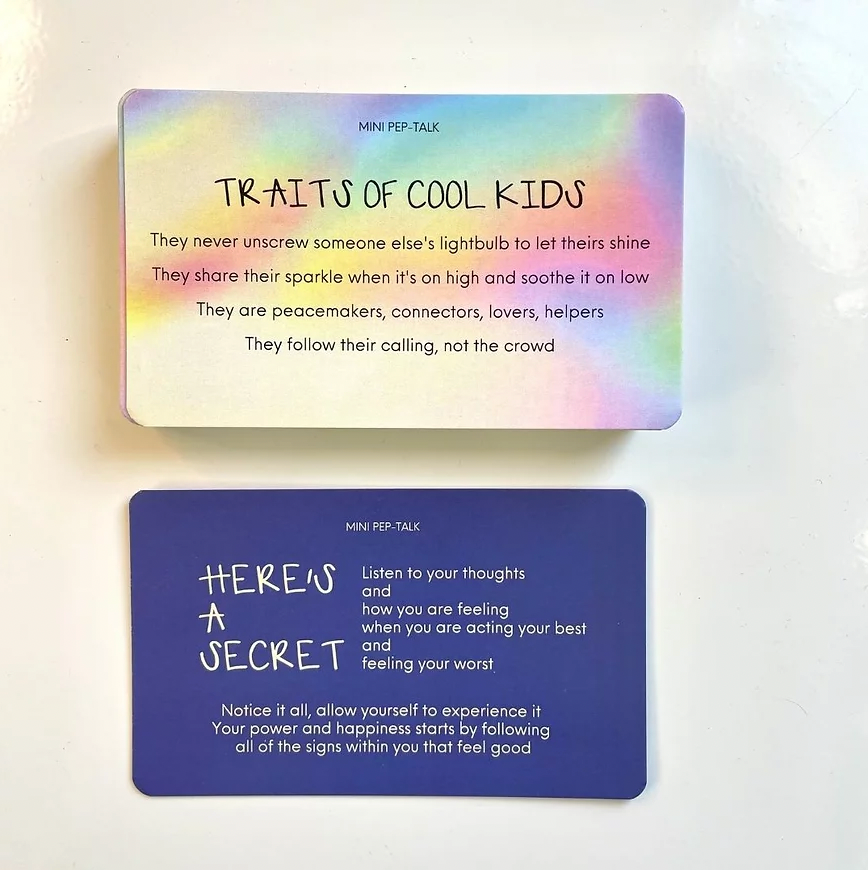 MINI PEP-TALK
TRAITS OF COOL KIDS
They never unscrew someone else's lightbulb to let theirs shine
They share their sparkle when it's on high and soothe it on low
They are peacemakers, connectors, lovers, helpers
They follow their calling, not the crowd
MINI PEP-TALK
HERE'S
A
SECRET
Listen to your thoughts
and
how you are feeling
when you are acting your best
and
feeling your worst
Notice it all, allow yourself to experience it
Your power and happiness starts by following
all of the signs within you that feel good